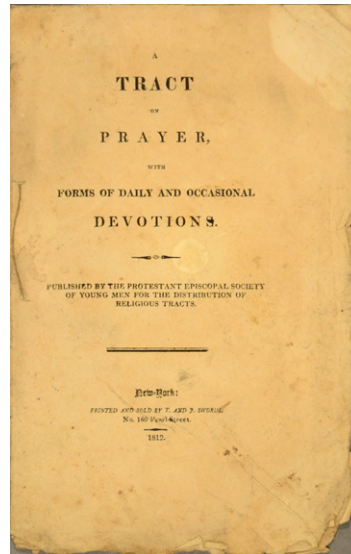 A
TRACT
ON
PRAYER,
WITH
FORMS OF DAILY AND OCCASIONAL
DEVOTIONS.
PUBLISHED BY THE PROTESTANT EPISCOPAL SOCIETY
OF YOUNG MEN FOR THE DISTRIBUTION OF
RELIGIOUS TRACTS.
New-York:
PRINTED AND SOLD BY T. AND J. SWORDS,
No. 160 Pearl-Street.
1812.